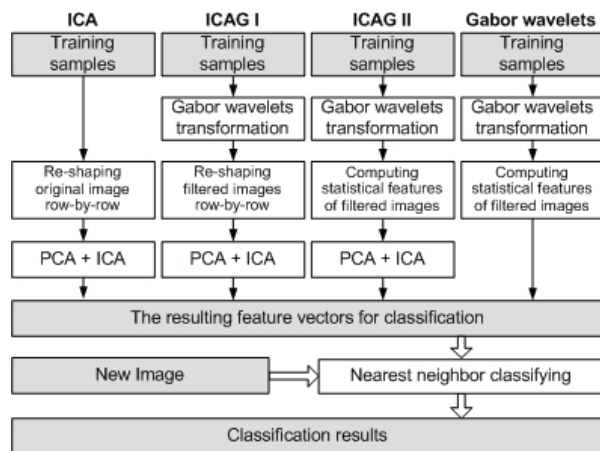 ICA ICAG I ICAG II Gabor wavelets
Training samples
Training samples
Training samples
Training samples
Gabor wavelets transformation
Gabor wavelets transformation
Gabor wavelets transformation
Re-shaping original image row-by-row
Re-shaping filtered images row-by-row
Computing statistical features of filtered images
Computing statistical features of filtered images
PCA + ICA
PCA + ICA
PCA + ICA
The resulting feature vectors for classification
New Image
Nearest neighbor classifying
Classification results